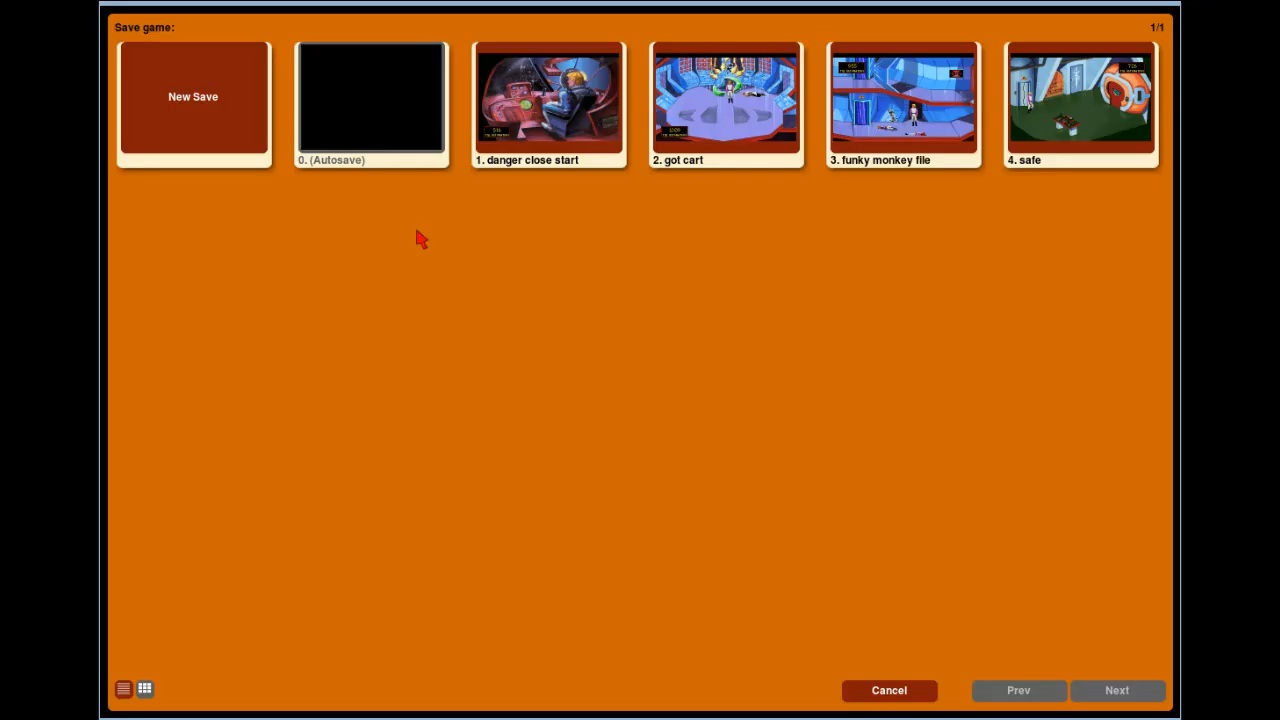 Save game:
1/1
New Save
0. (Autosave)
1. danger close start
2. got cart
3. funky monkey file
4. safe
Cancel
Prev
Next